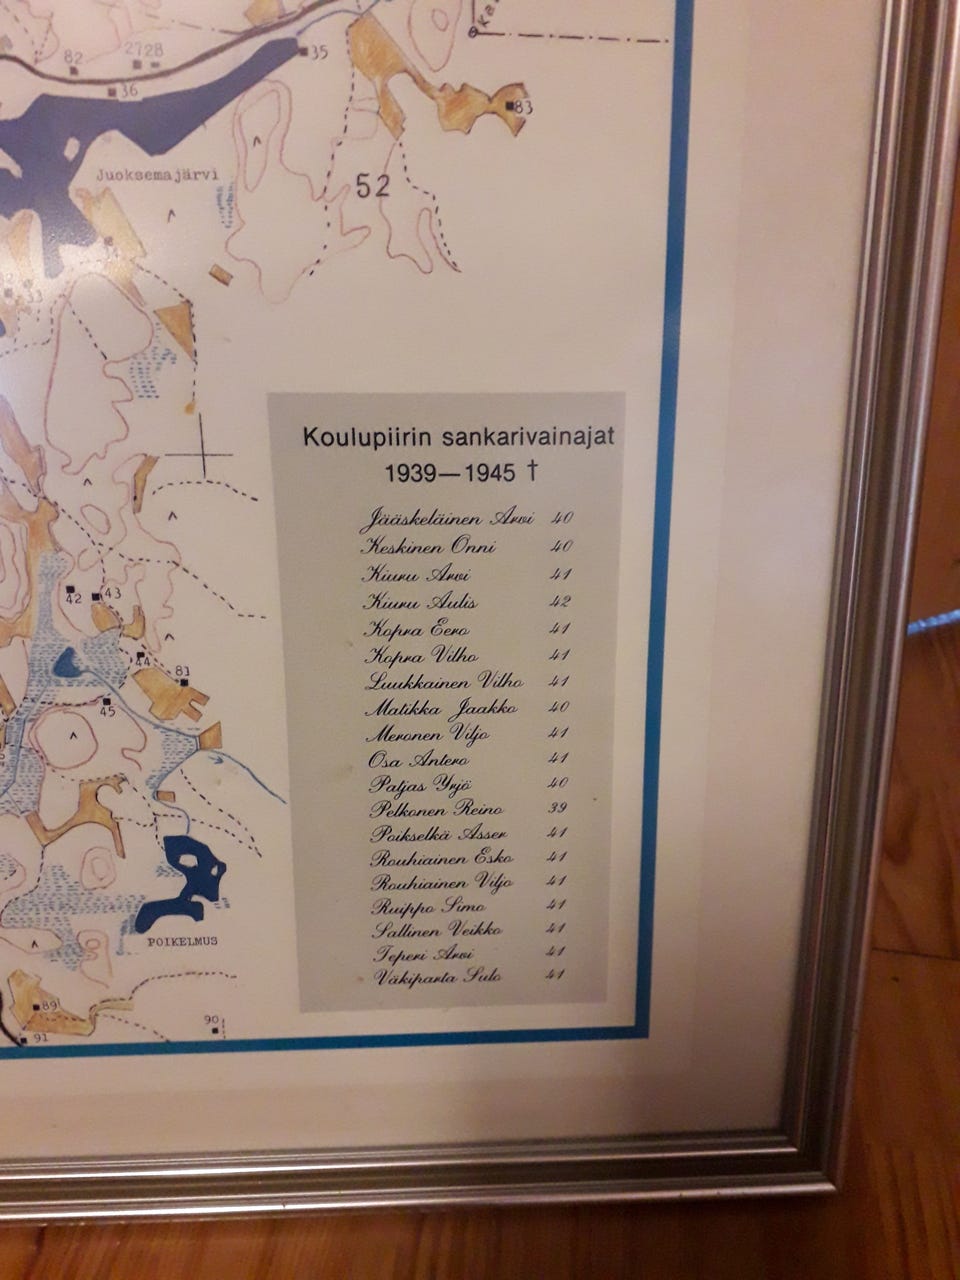 Ka
35
82
2728
36
83
Juoksemajärvi
52
33
Koulupiirin sankarivainajat
1939—1945 †
Jääskeläinen Arvi 40
Keskinen Onni 40
Kiuru Arvi 41
Kiuru Aulis 42
Kopra Eero 41
Kopra Vilho 41
Luukkainen Vilho 41
Matikka Jaakko 40
Meronen Viljo 41
Osa Antero 41
Patjas Yrjö 40
Pelkonen Reino 39
Poikselkä Asser 41
Rouhiainen Esko 41
Rouhiainen Viljo 41
Ruippo Simo 41
Sallinen Veikko 41
Teperi Arvi 41
Väkiparta Sulo 41
42
43
44
81
45
POIKELMUS
89
90
91